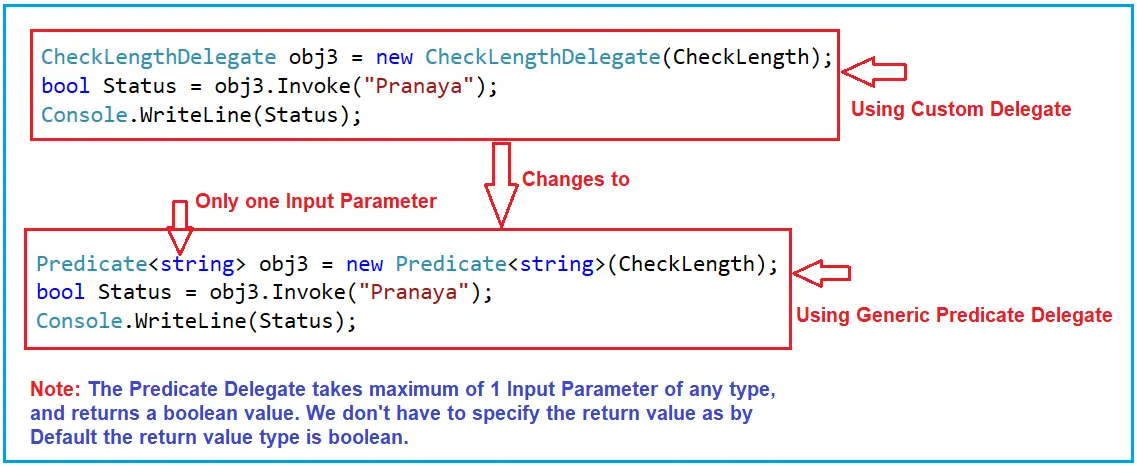 CheckLengthDelegate obj3 = new CheckLengthDelegate(CheckLength);
bool Status = obj3.Invoke("Pranaya");
Console.WriteLine(Status);
Using Custom Delegate
Changes to
Only one Input Parameter
Predicate<string> obj3 = new Predicate<string>(CheckLength);
bool Status = obj3.Invoke("Pranaya");
Console.WriteLine(Status);
Using Generic Predicate Delegate
Note: The Predicate Delegate takes maximum of 1 Input Parameter of any type,
and returns a boolean value. We don't have to specify the return value as by
Default the return value type is boolean.